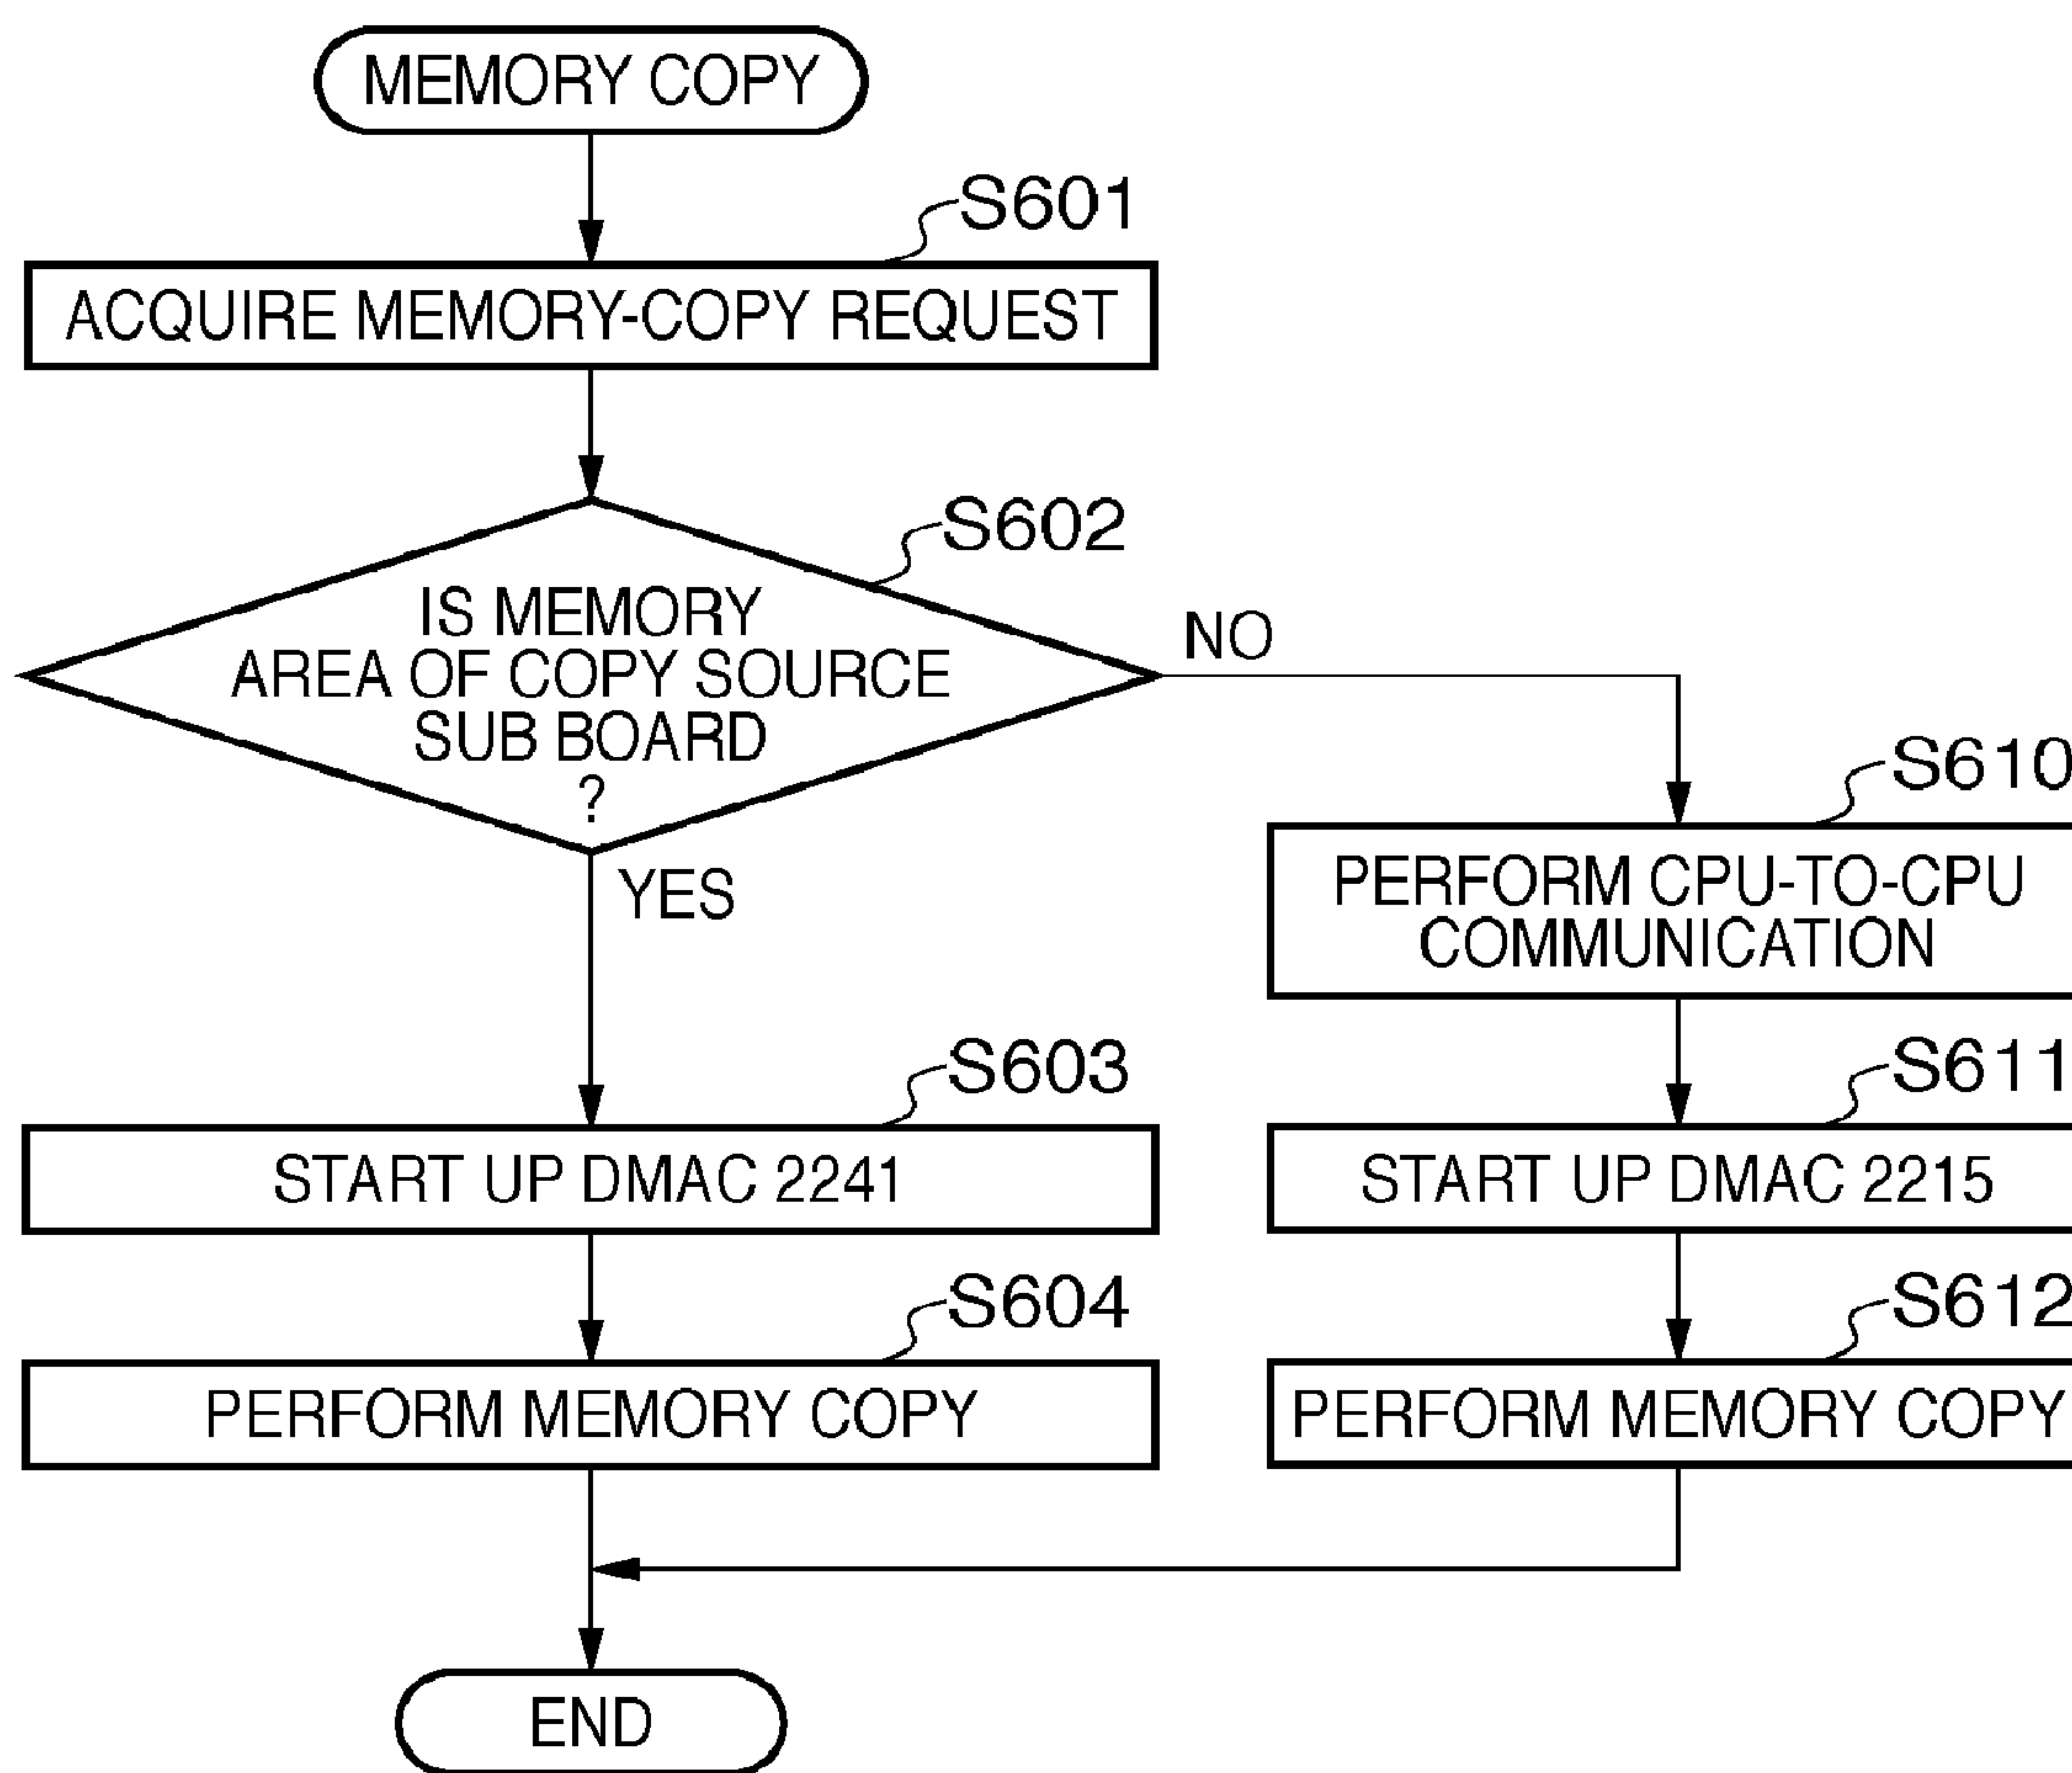 MEMORY COPY
S601
ACQUIRE MEMORY-COPY REQUEST
S602
IS MEMORY
AREA OF COPY SOURCE
SUB BOARD
?
NO
YES
S610
PERFORM CPU-TO-CPU
COMMUNICATION
S603
START UP DMAC 2241
S611
START UP DMAC 2215
S604
PERFORM MEMORY COPY
S612
PERFORM MEMORY COPY
END